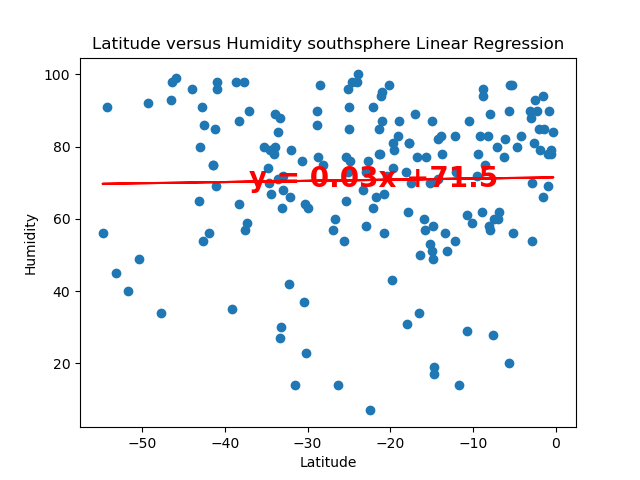 Latitude versus Humidity southsphere Linear Regression
100
80
60
40
20
Humidity
y = 0.03x +71.5
−50
−40
−30
−20
−10
0
Latitude